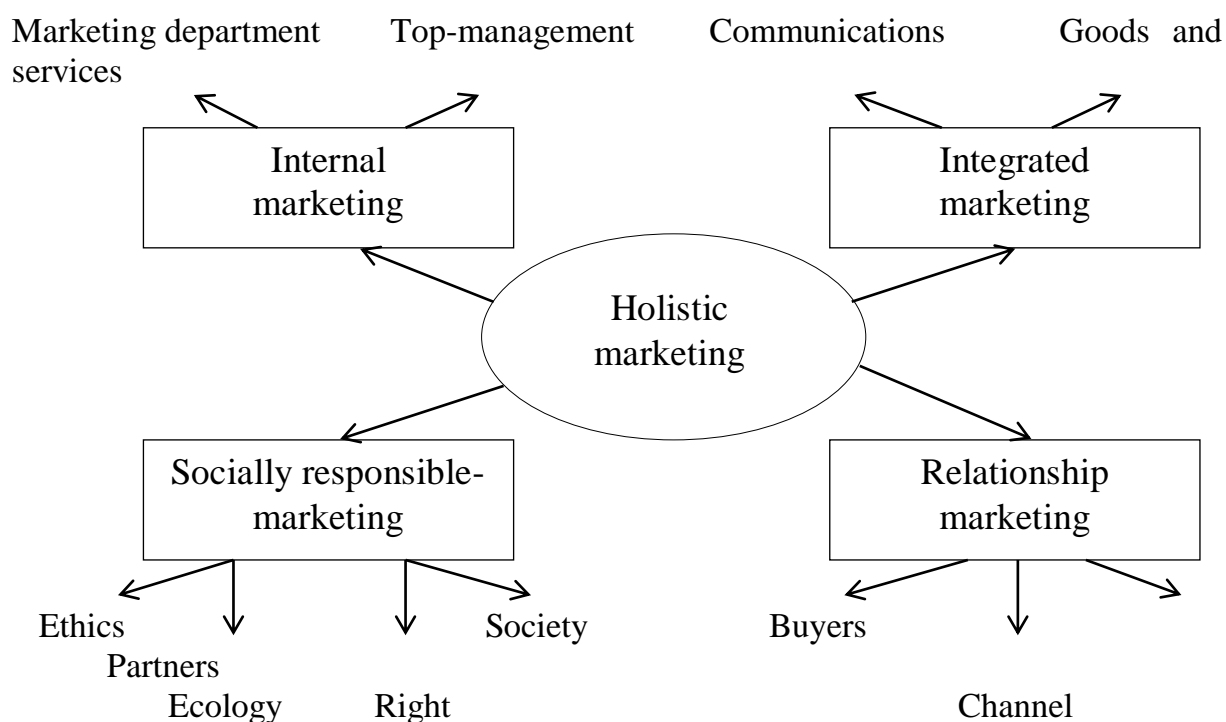 Marketing department Top-management Communications Goods and
services
Internal
marketing
Integrated
marketing
Holistic
marketing
Socially responsible-
marketing
Relationship
marketing
Ethics Society Buyers
Partners
Ecology Right Channel